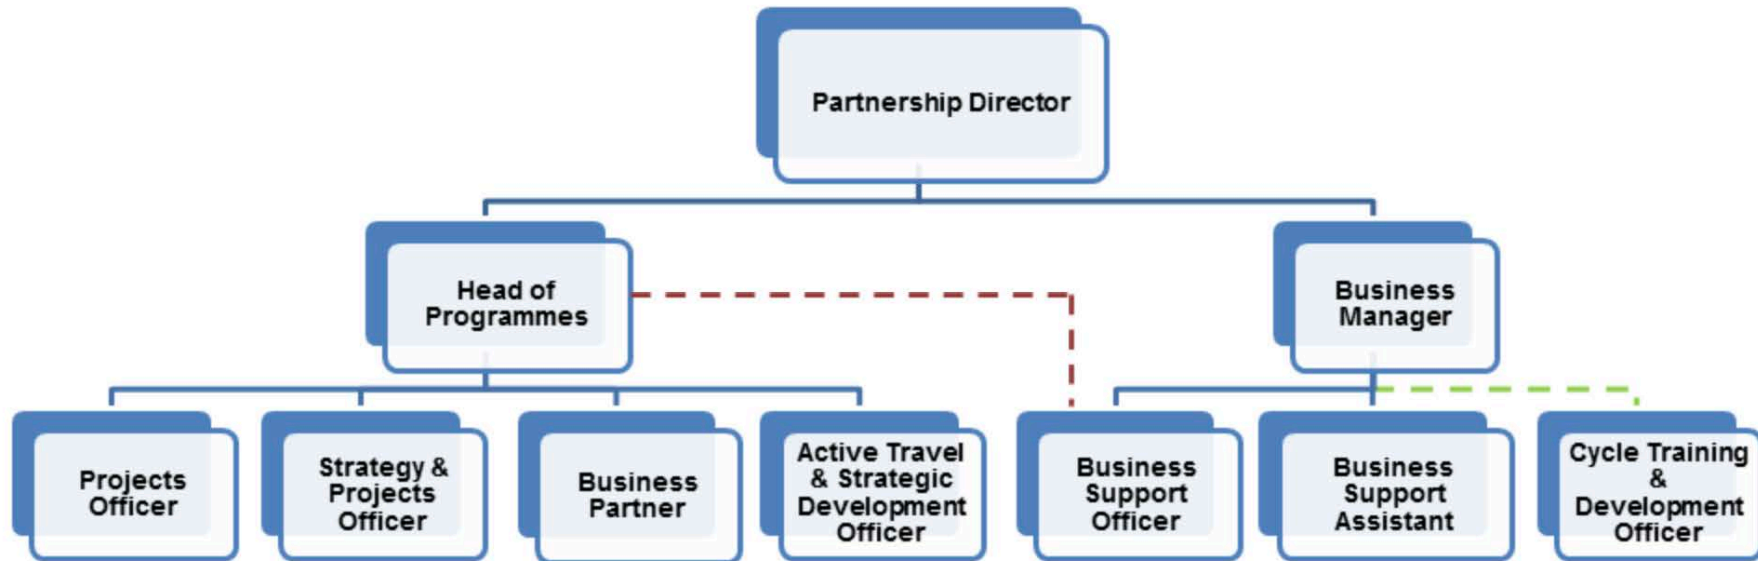 Partnership Director
Head of
Programmes
Business
Manager
Projects
Officer
Strategy &
Projects
Officer
Business
Partner
Active Travel
& Strategic
Development
Officer
Business
Support
Officer
Business
Support
Assistant
Cycle Training
&
Development
Officer